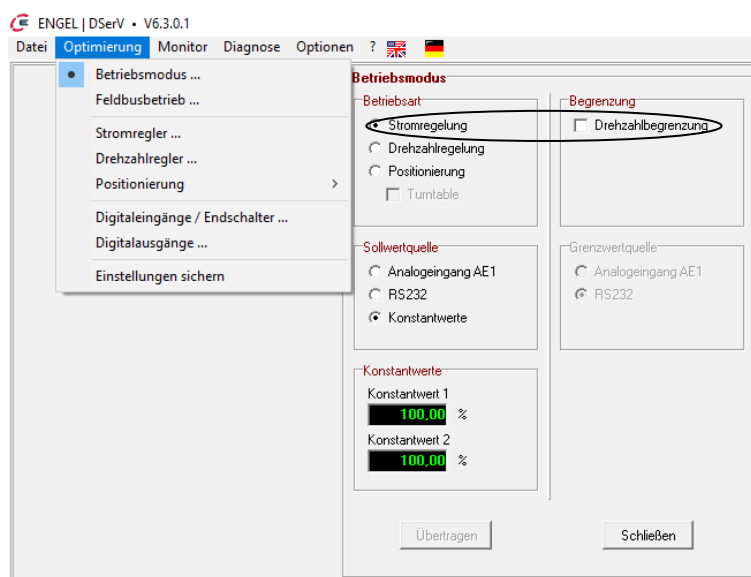 ENGEL | DSerV • V6.3.0.1
Datei Optimierung Monitor Diagnose Optionen ?
Betriebsmodus ...
Feldbusbetrieb ...
Stromregler ...
Drehzahlregler ...
Positionierung >
Digitaleingänge / Endschalter ...
Digitalausgänge ...
Einstellungen sichern
Betriebsmodus
Betriebsart
Stromregelung
Drehzahlregelung
Positionierung
Turntable
Begrenzung
Drehzahlbegrenzung
Sollwertquelle
Analogeingang AE1
RS232
Konstantwerte
Grenzwertquelle
Analogeingang AE1
RS232
Konstantwerte
Konstantwert 1
100,00 %
Konstantwert 2
100,00 %
Übertragen
Schließen